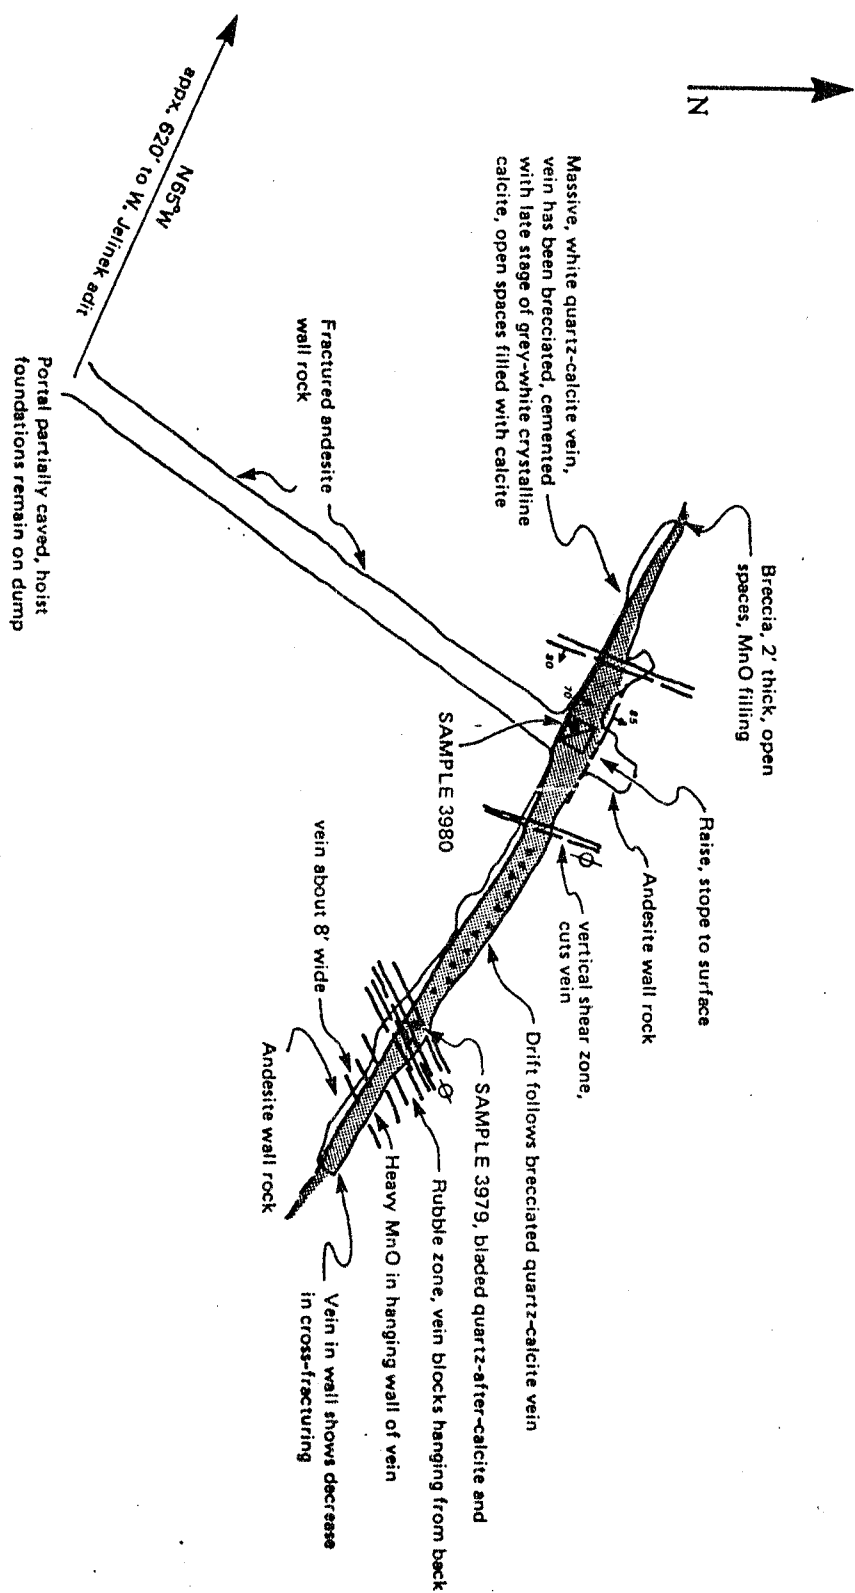 N
N65°W
appx. 620' to W. Jelinek adit
Massive, white quartz-calcite vein,
vein has been brecciated, cemented
with late stage of grey-white crystalline
calcite, open spaces filled with calcite
Breccia, 2' thick, open
spaces, MnO filling
Raise, stope to surface
Andesite wall rock
vertical shear zone,
cuts vein
Drift follows brecciated quartz-calcite vein
SAMPLE 3979, bladed quartz-after-calcite and
Rubble zone, vein blocks hanging from back
Heavy MnO in hanging wall of vein
Vein in wall shows decrease
in cross-fracturing
80
70
85
SAMPLE 3980
vein about 8' wide
Andesite wall rock
Fractured andesite
wall rock
Portal partially caved, hoist
foundations remain on dump